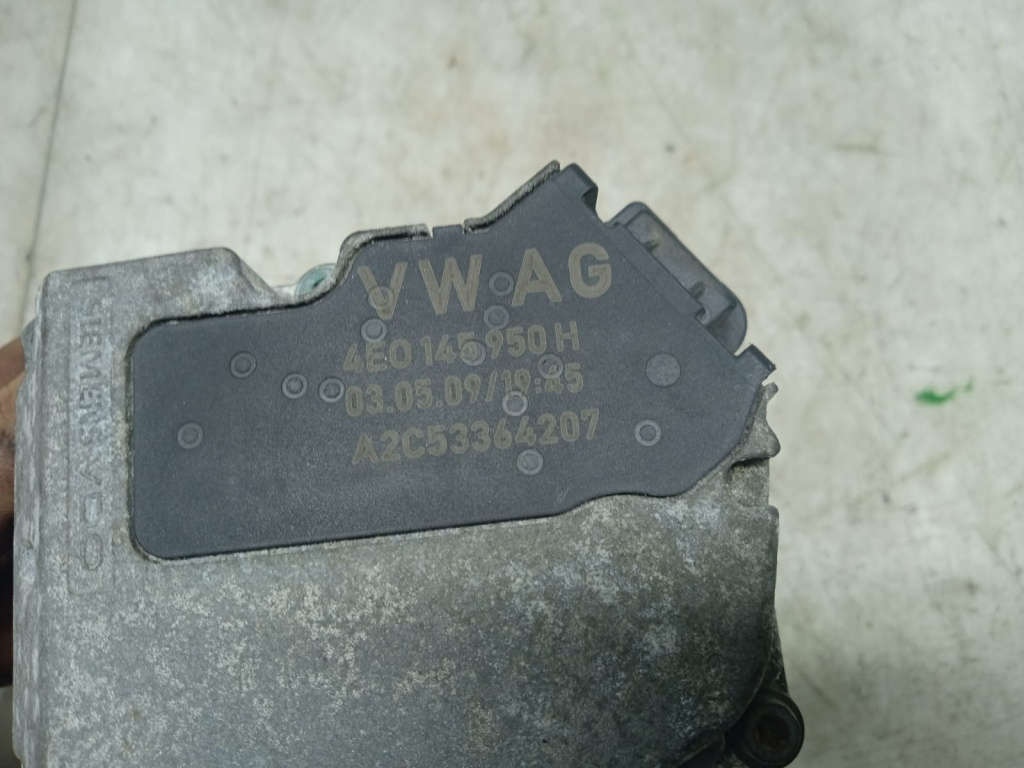 VW AG
4E0 145 950 H
03.05.09/19:45
A2C53364207
SIEMENS VDO